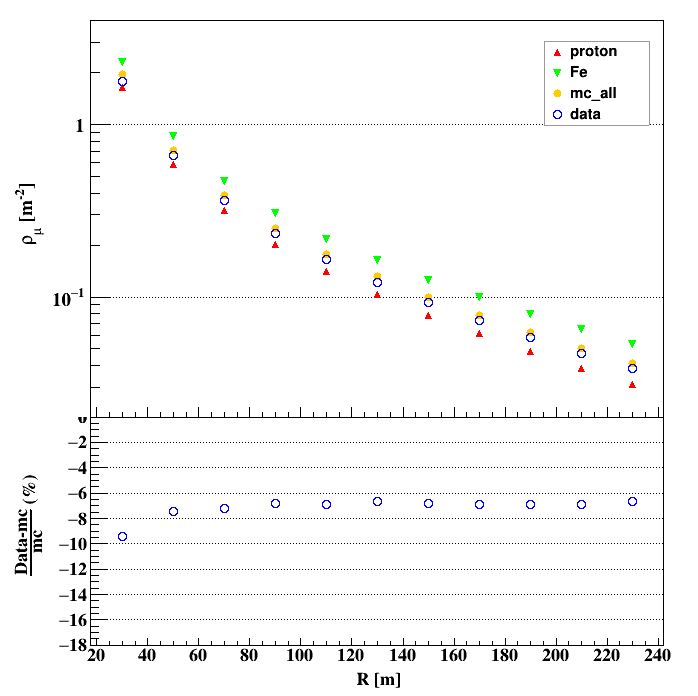 proton
Fe
mc_all
data
1
10⁻¹
ρμ [m⁻²]
0
−2
−4
−6
−8
−10
−12
−14
−16
−18
Data-mc
mc
(%)
20 40 60 80 100 120 140 160 180 200 220 240
R [m]